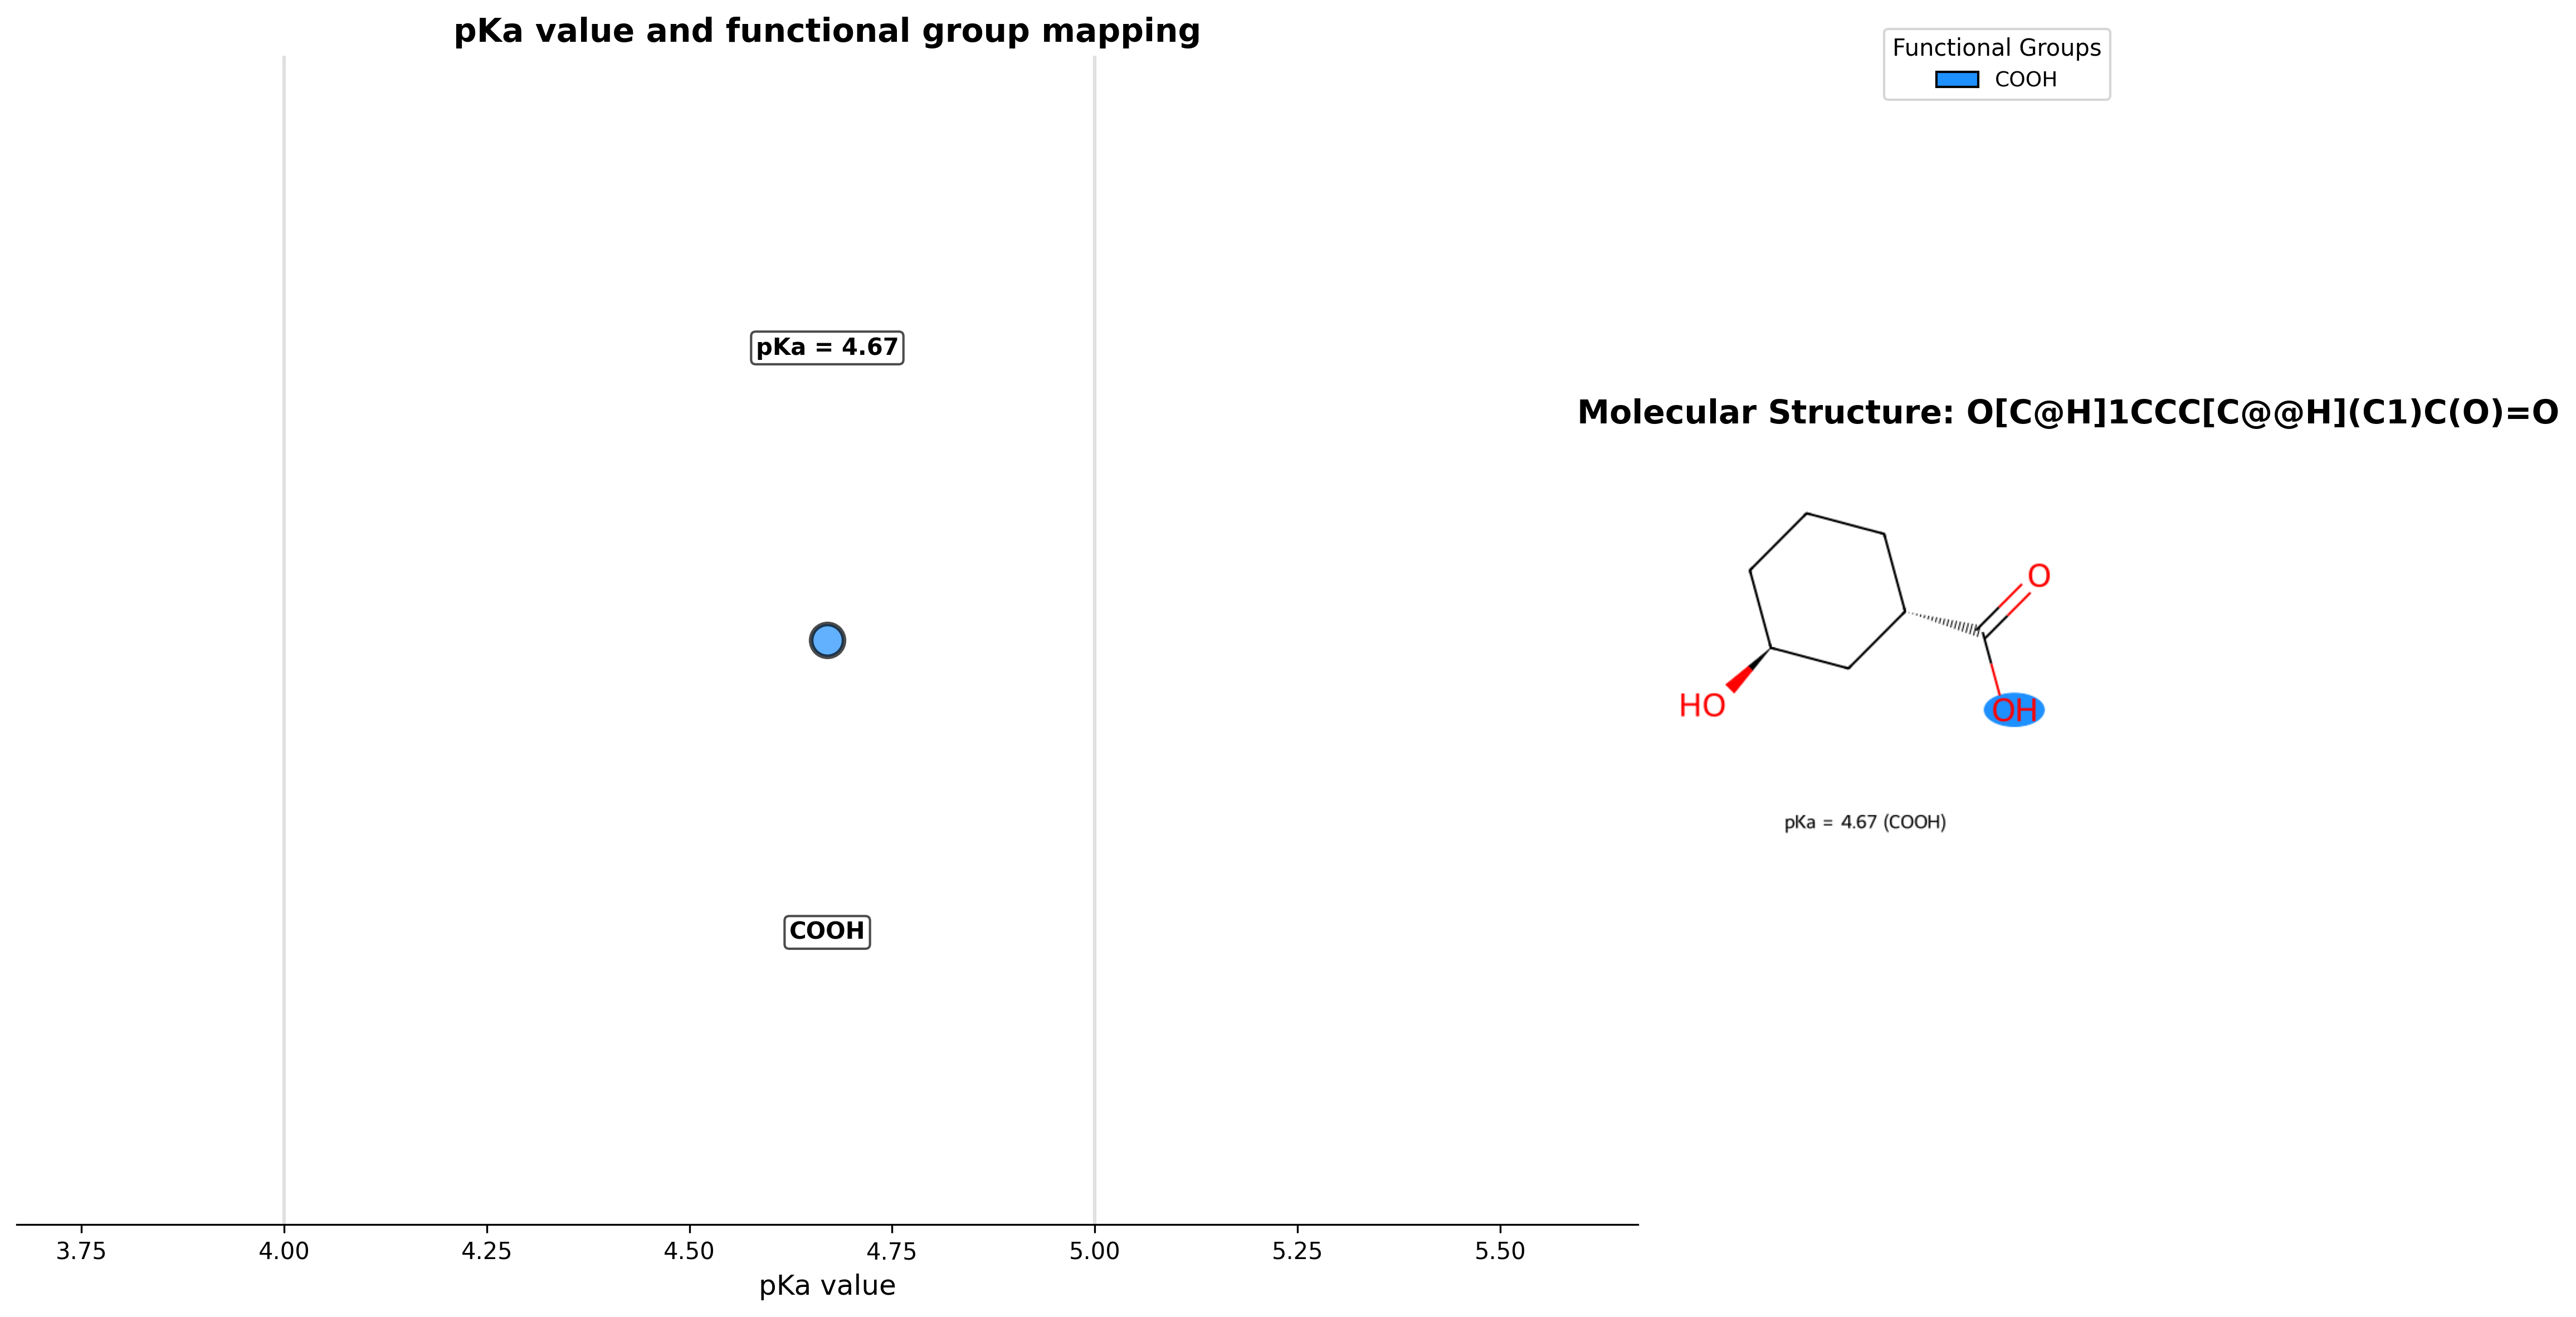 pKa value and functional group mapping
pKa = 4.67
COOH
3.75 4.00 4.25 4.50 4.75 5.00 5.25 5.50
pKa value
Functional Groups
COOH
Molecular Structure: O[C@H]1CCC[C@@H](C1)C(O)=O
O
HO
OH
pKa = 4.67 (COOH)